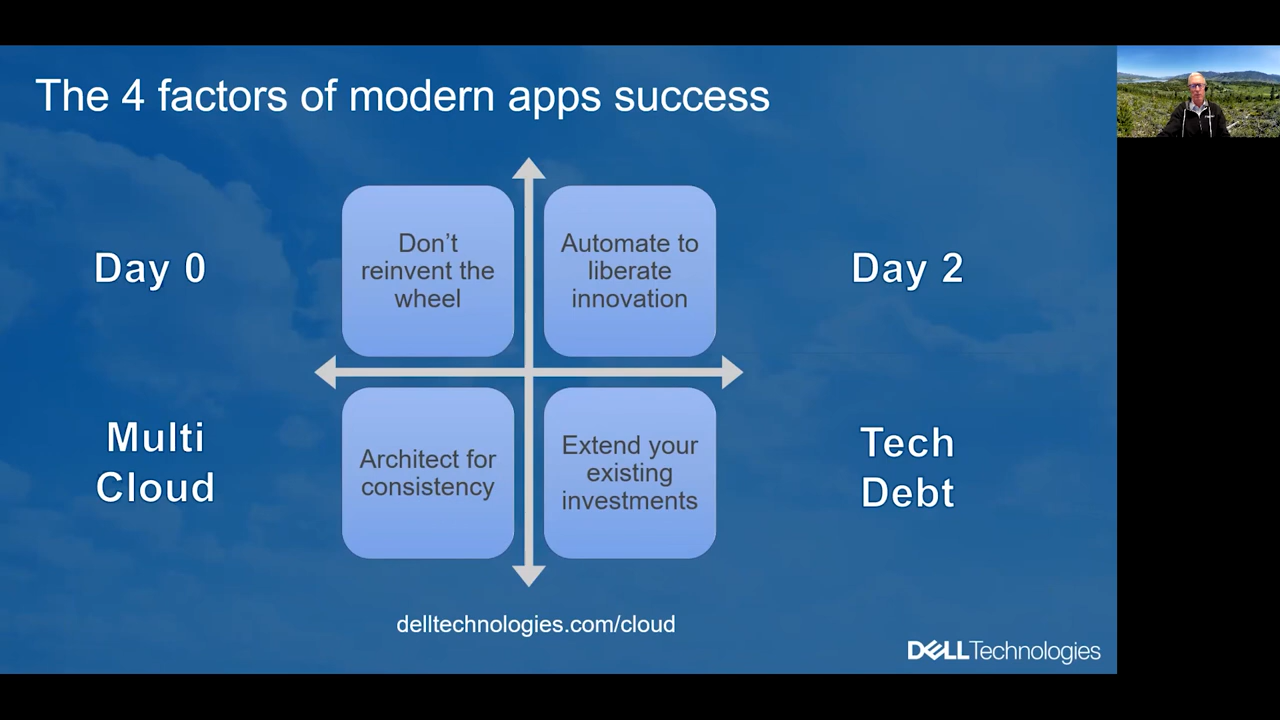 The 4 factors of modern apps success
Day 0
Don’t
reinvent the
wheel
Automate to
liberate
innovation
Day 2
Multi
Cloud
Architect for
consistency
Extend your
existing
investments
Tech
Debt
delltechnologies.com/cloud
DELLTechnologies